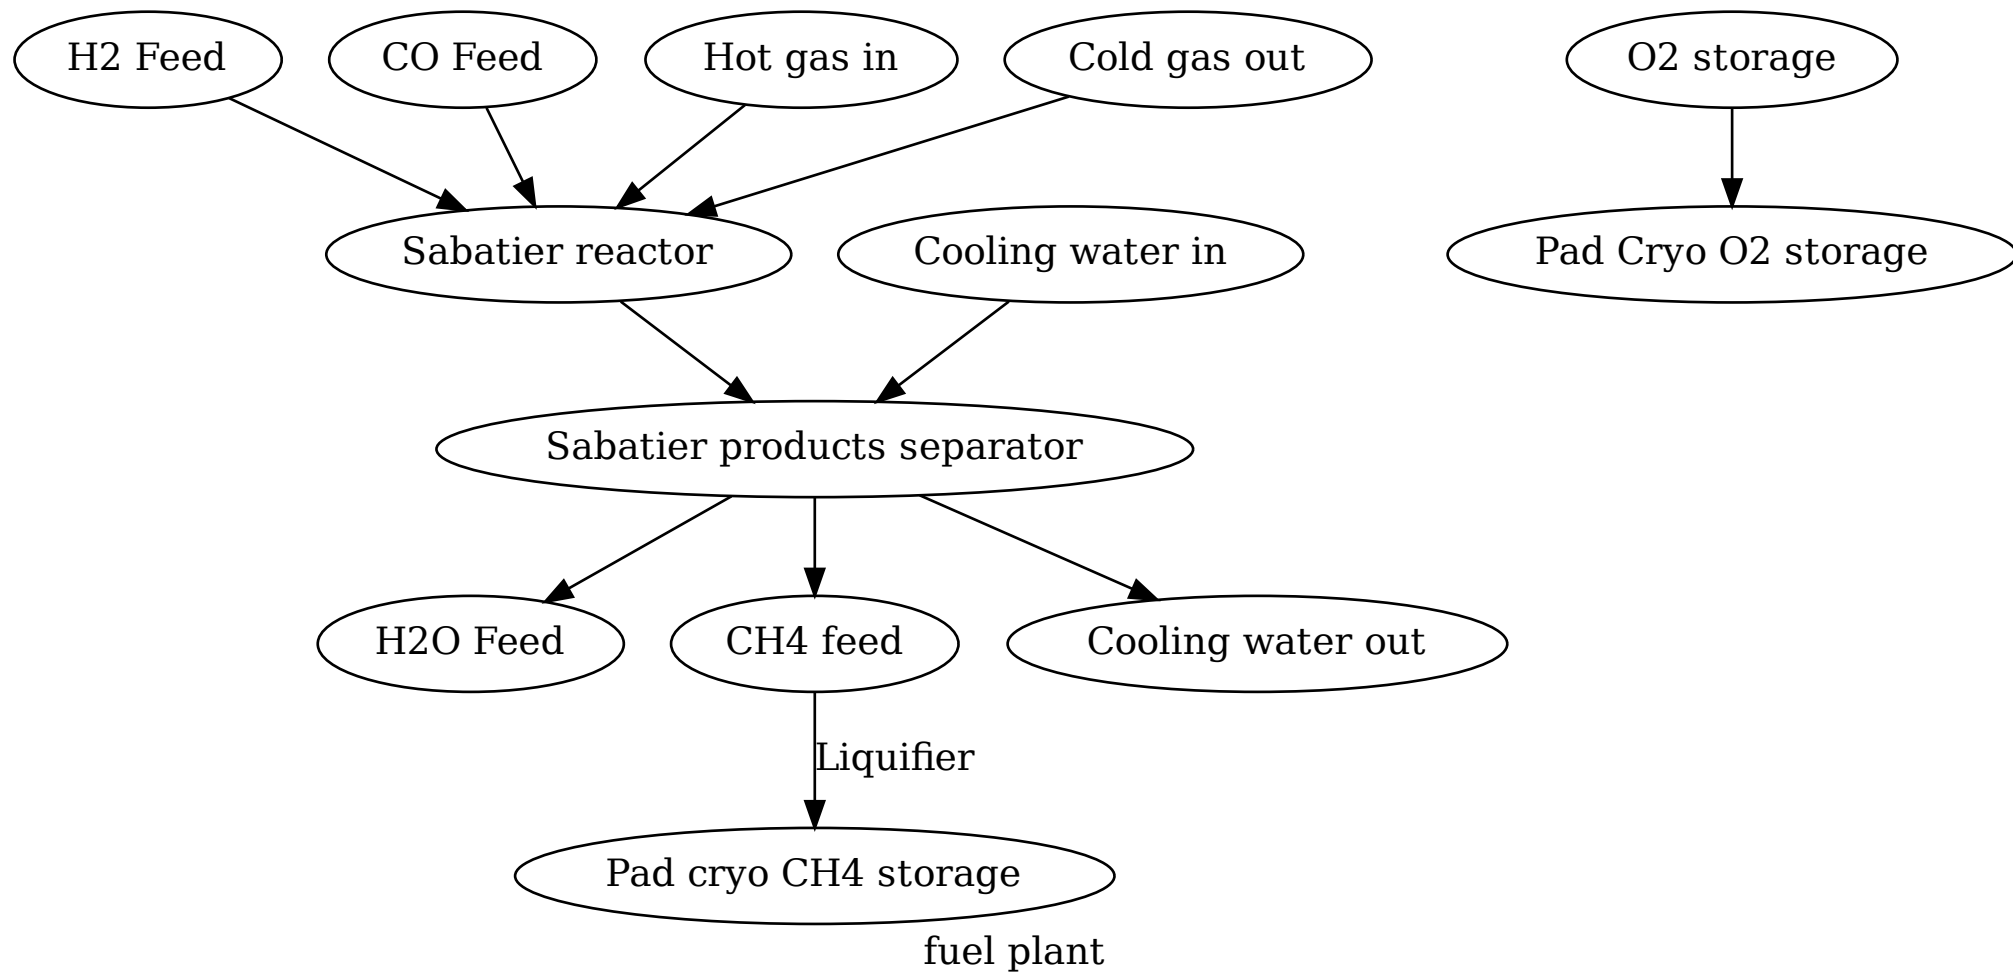 H2 Feed
CO Feed
Hot gas in
Cold gas out
O2 storage
Sabatier reactor
Cooling water in
Pad Cryo O2 storage
Sabatier products separator
H2O Feed
CH4 feed
Cooling water out
Liquifier
Pad cryo CH4 storage
fuel plant